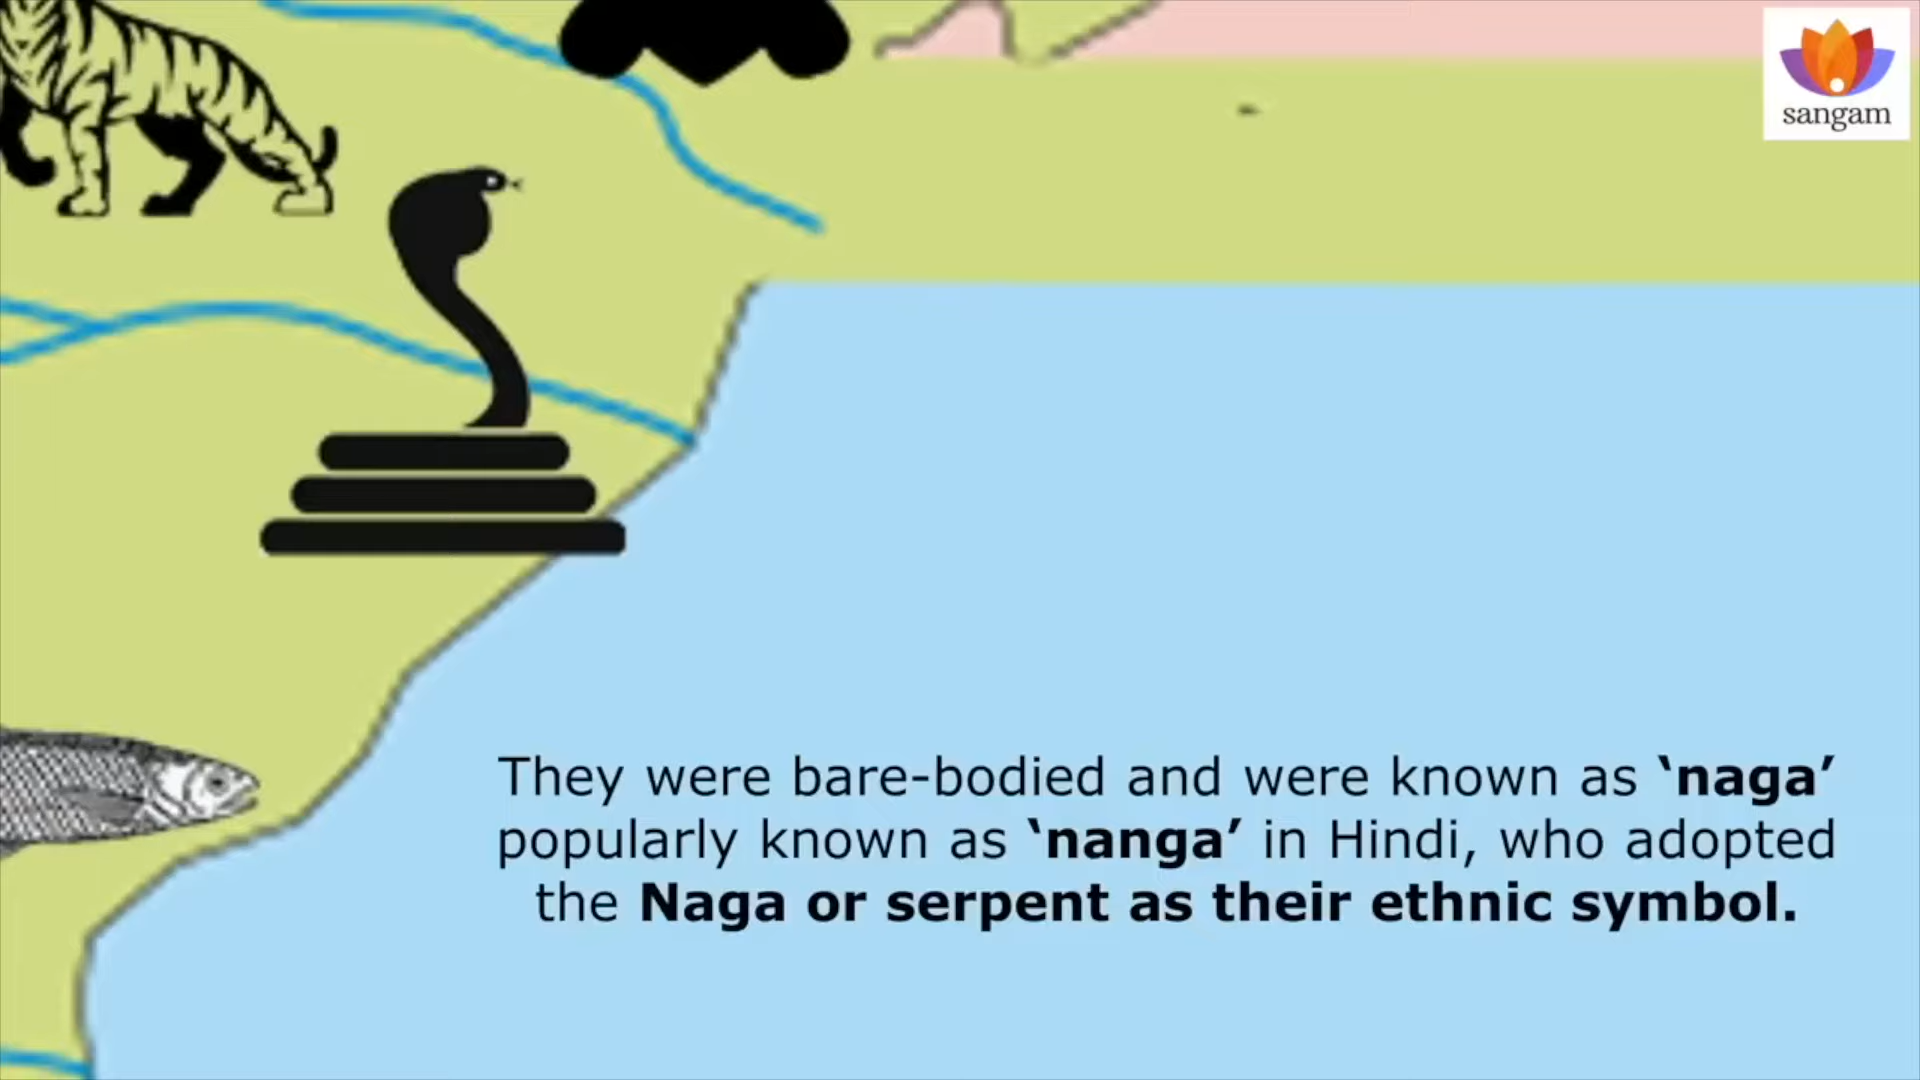 sangam
They were bare-bodied and were known as ‘naga’
popularly known as ‘nanga’ in Hindi, who adopted
the Naga or serpent as their ethnic symbol.